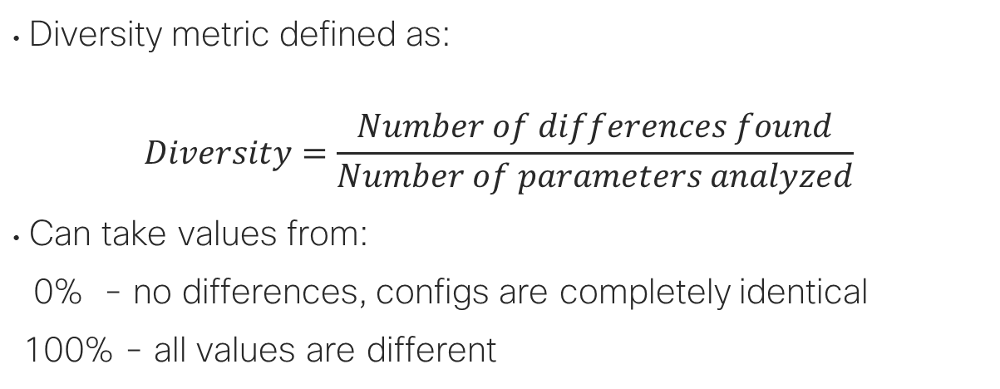 • Diversity metric defined as:
Number of differences found
Diversity =
Number of parameters analyzed
• Can take values from:
0% - no differences, configs are completely identical
100% - all values are different